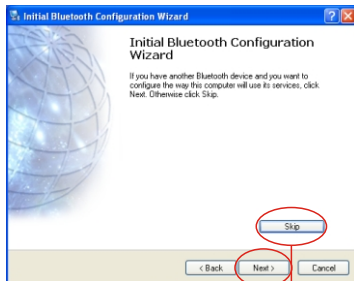 Initial Bluetooth Configuration Wizard
Initial Bluetooth Configuration
Wizard
If you have another Bluetooth device and you want to
configure the way this computer will use its services, click
Next. Otherwise click Skip.
Skip
< Back
Next >
Cancel